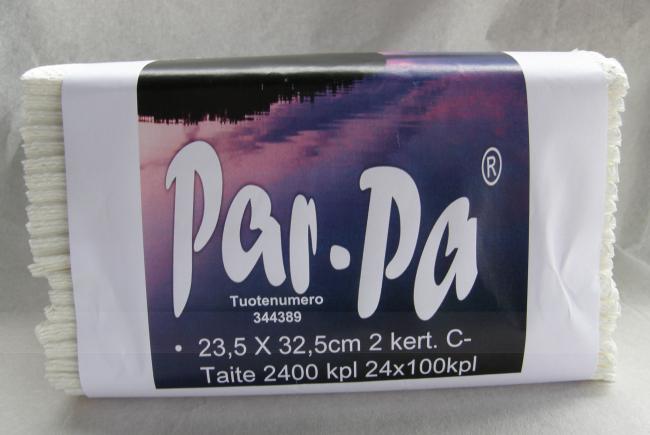 Par.Pa®
Tuotenumero
344389
• 23,5 X 32,5cm 2 kert. C-
Taite 2400 kpl 24x100kpl